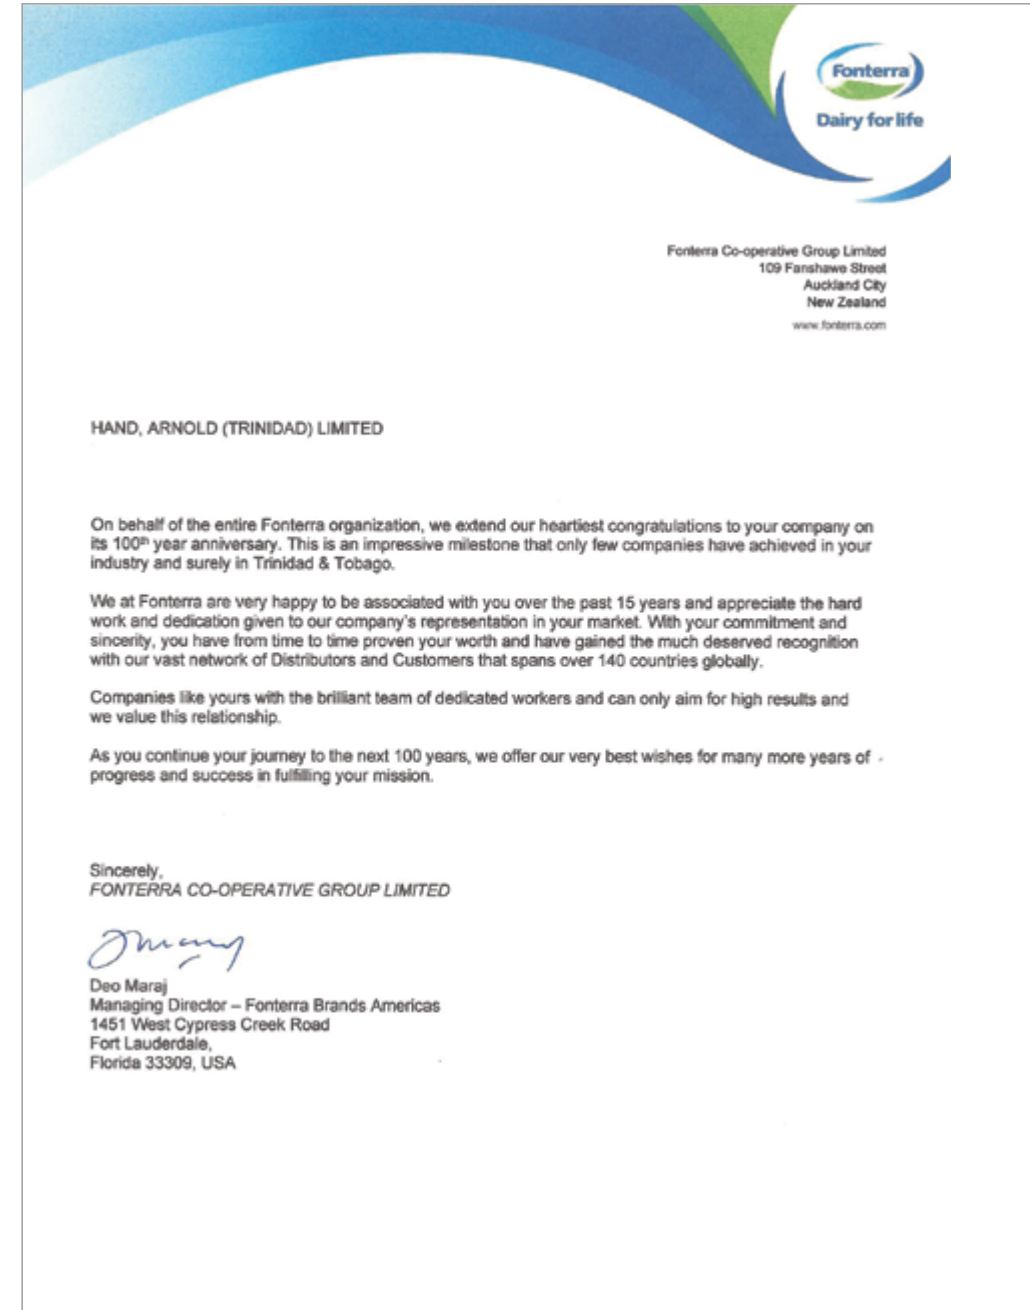 Fonterra
Dairy for life
Fonterra Co-operative Group Limited
109 Fanshawe Street
Auckland City
New Zealand
www.fonterra.com
HAND, ARNOLD (TRINIDAD) LIMITED
On behalf of the entire Fonterra organization, we extend our heartiest congratulations to your company on
its 100th year anniversary. This is an impressive milestone that only few companies have achieved in your
industry and surely in Trinidad & Tobago.
We at Fonterra are very happy to be associated with you over the past 15 years and appreciate the hard
work and dedication given to our company's representation in your market. With your commitment and
sincerity, you have from time to time proven your worth and have gained the much deserved recognition
with our vast network of Distributors and Customers that spans over 140 countries globally.
Companies like yours with the brilliant team of dedicated workers and can only aim for high results and
we value this relationship.
As you continue your journey to the next 100 years, we offer our very best wishes for many more years of
progress and success in fulfilling your mission.
Sincerely,
FONTERRA CO-OPERATIVE GROUP LIMITED
Deo Maraj
Managing Director – Fonterra Brands Americas
1451 West Cypress Creek Road
Fort Lauderdale,
Florida 33309, USA